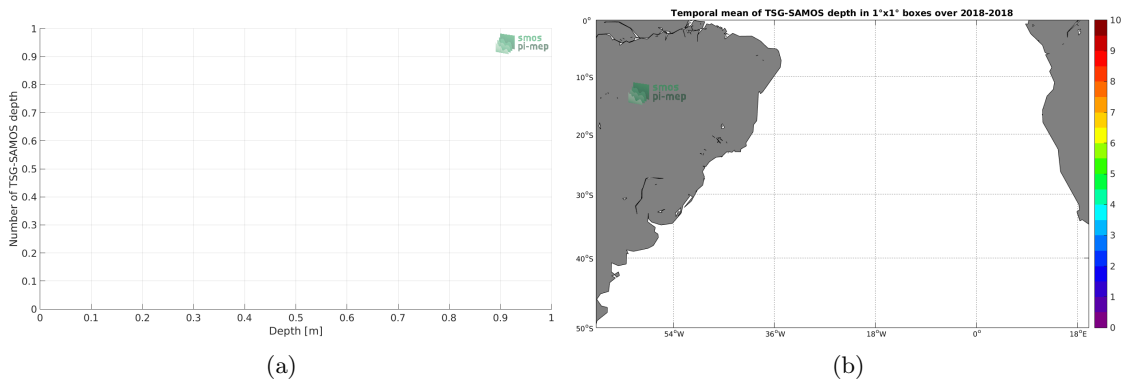 Number of TSG-SAMOS depth
1
0.9
0.8
0.7
0.6
0.5
0.4
0.3
0.2
0.1
0
0 0.1 0.2 0.3 0.4 0.5 0.6 0.7 0.8 0.9 1
Depth [m]
smos
pi-mep
(a)
Temporal mean of TSG-SAMOS depth in 1°x1° boxes over 2018-2018
0°
10°S
20°S
30°S
40°S
50°S
54°W 36°W 18°W 0° 18°E
smos
pi-mep
10
9
8
7
6
5
4
3
2
1
0
(b)